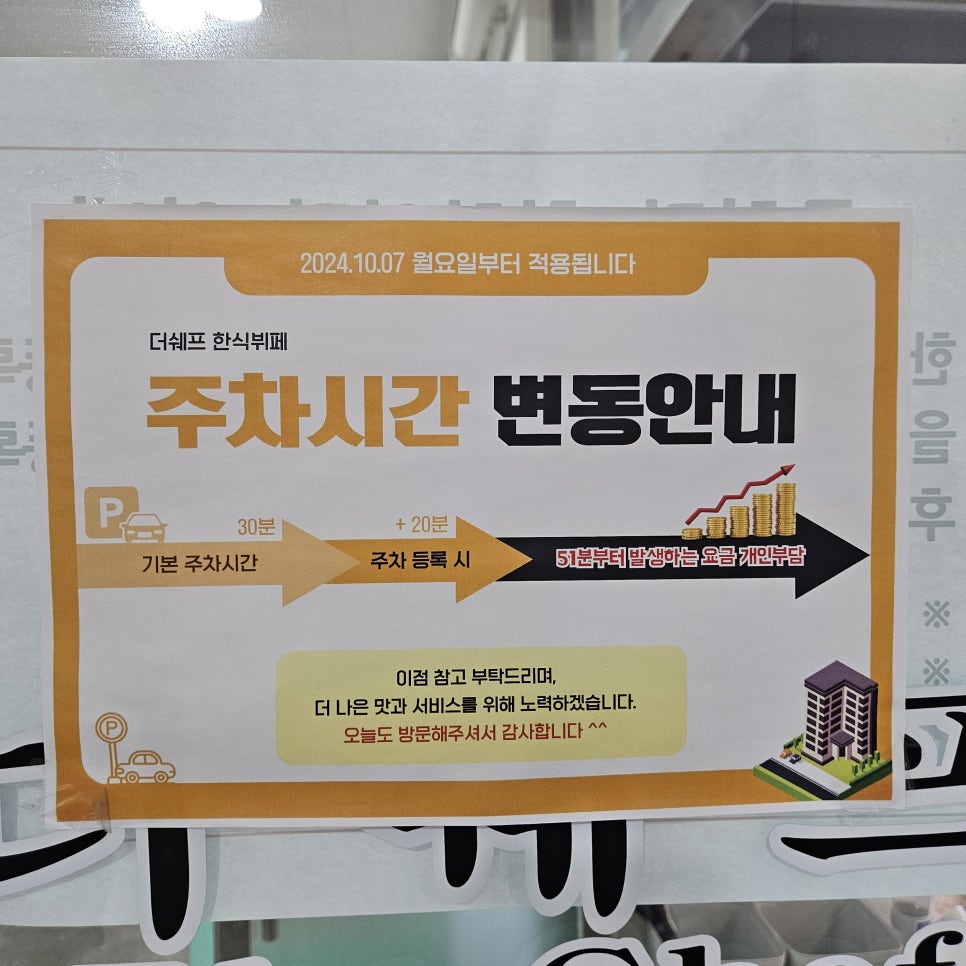 2024.10.07 월요일부터 적용됩니다
더쉐프 한식뷔페
주차시간 변동안내
P
30분
+ 20분
기본 주차시간
주차 등록 시
51분부터 발생하는 요금 개인부담
이점 참고 부탁드리며,
더 나은 맛과 서비스를 위해 노력하겠습니다.
오늘도 방문해주셔서 감사합니다 ^^
P